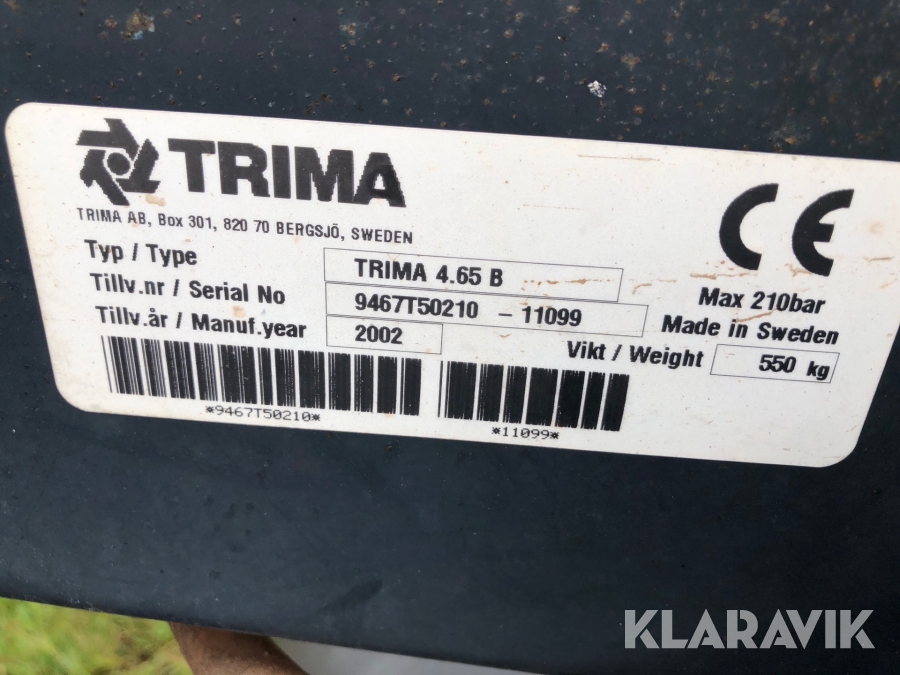 TRIMA
TRIMA AB, Box 301, 820 70 BERGSJÖ, SWEDEN
Typ / Type TRIMA 4.65 B
Tillv.nr / Serial No 9467T50210 - 11099
Tillv.år / Manuf.year 2002
CE
Max 210bar
Made in Sweden
Vikt / Weight 550 kg
*9467T50210* *11099*
KLARAVIK